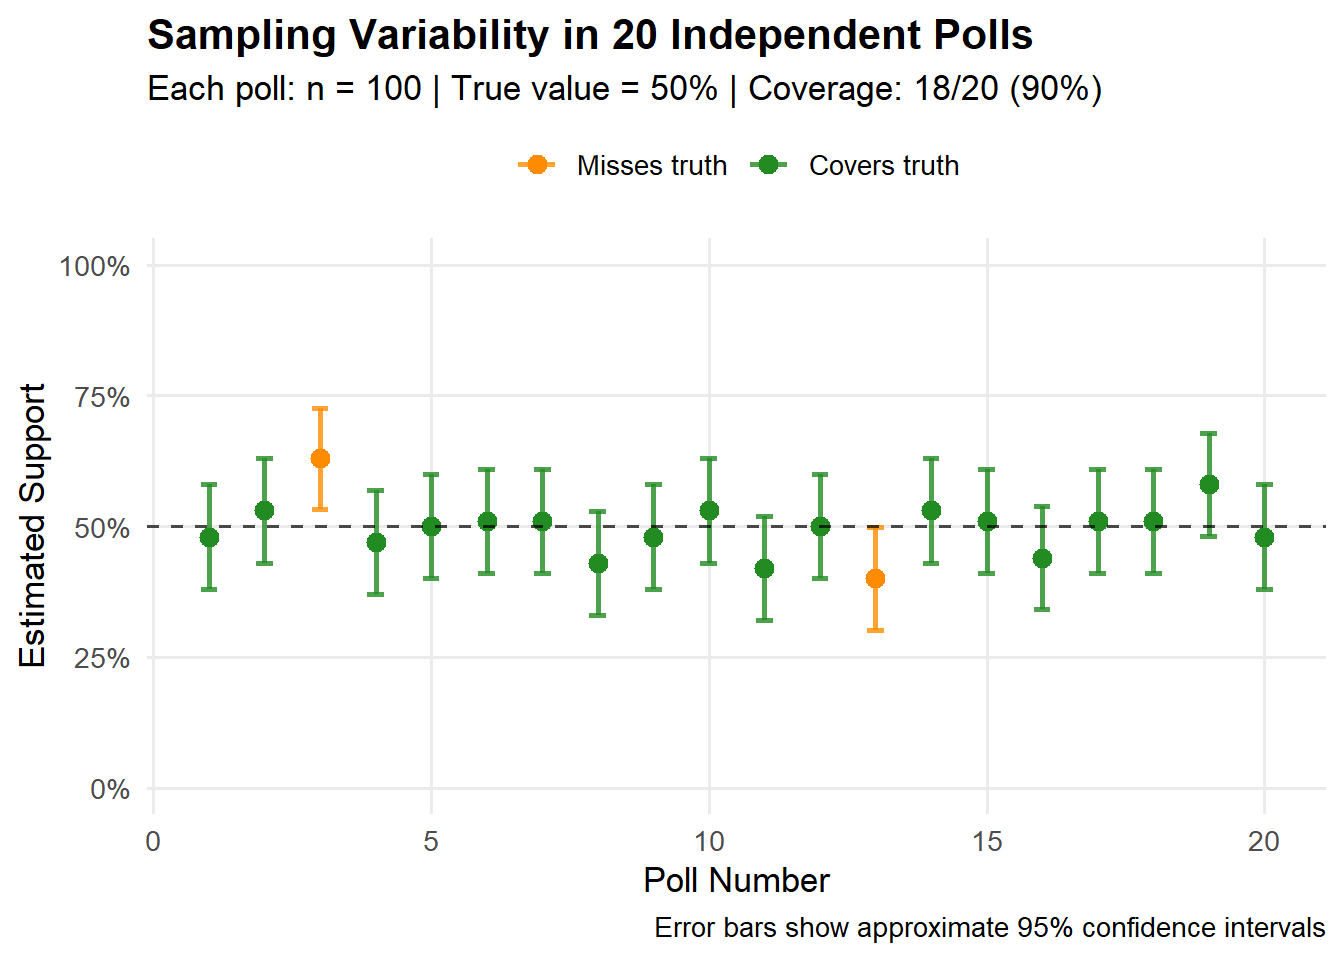 Sampling Variability in 20 Independent Polls
Each poll: n = 100 | True value = 50% | Coverage: 18/20 (90%)
Misses truth Covers truth
Estimated Support
100%
75%
50%
25%
0%
0 5 10 15 20
Poll Number
Error bars show approximate 95% confidence intervals